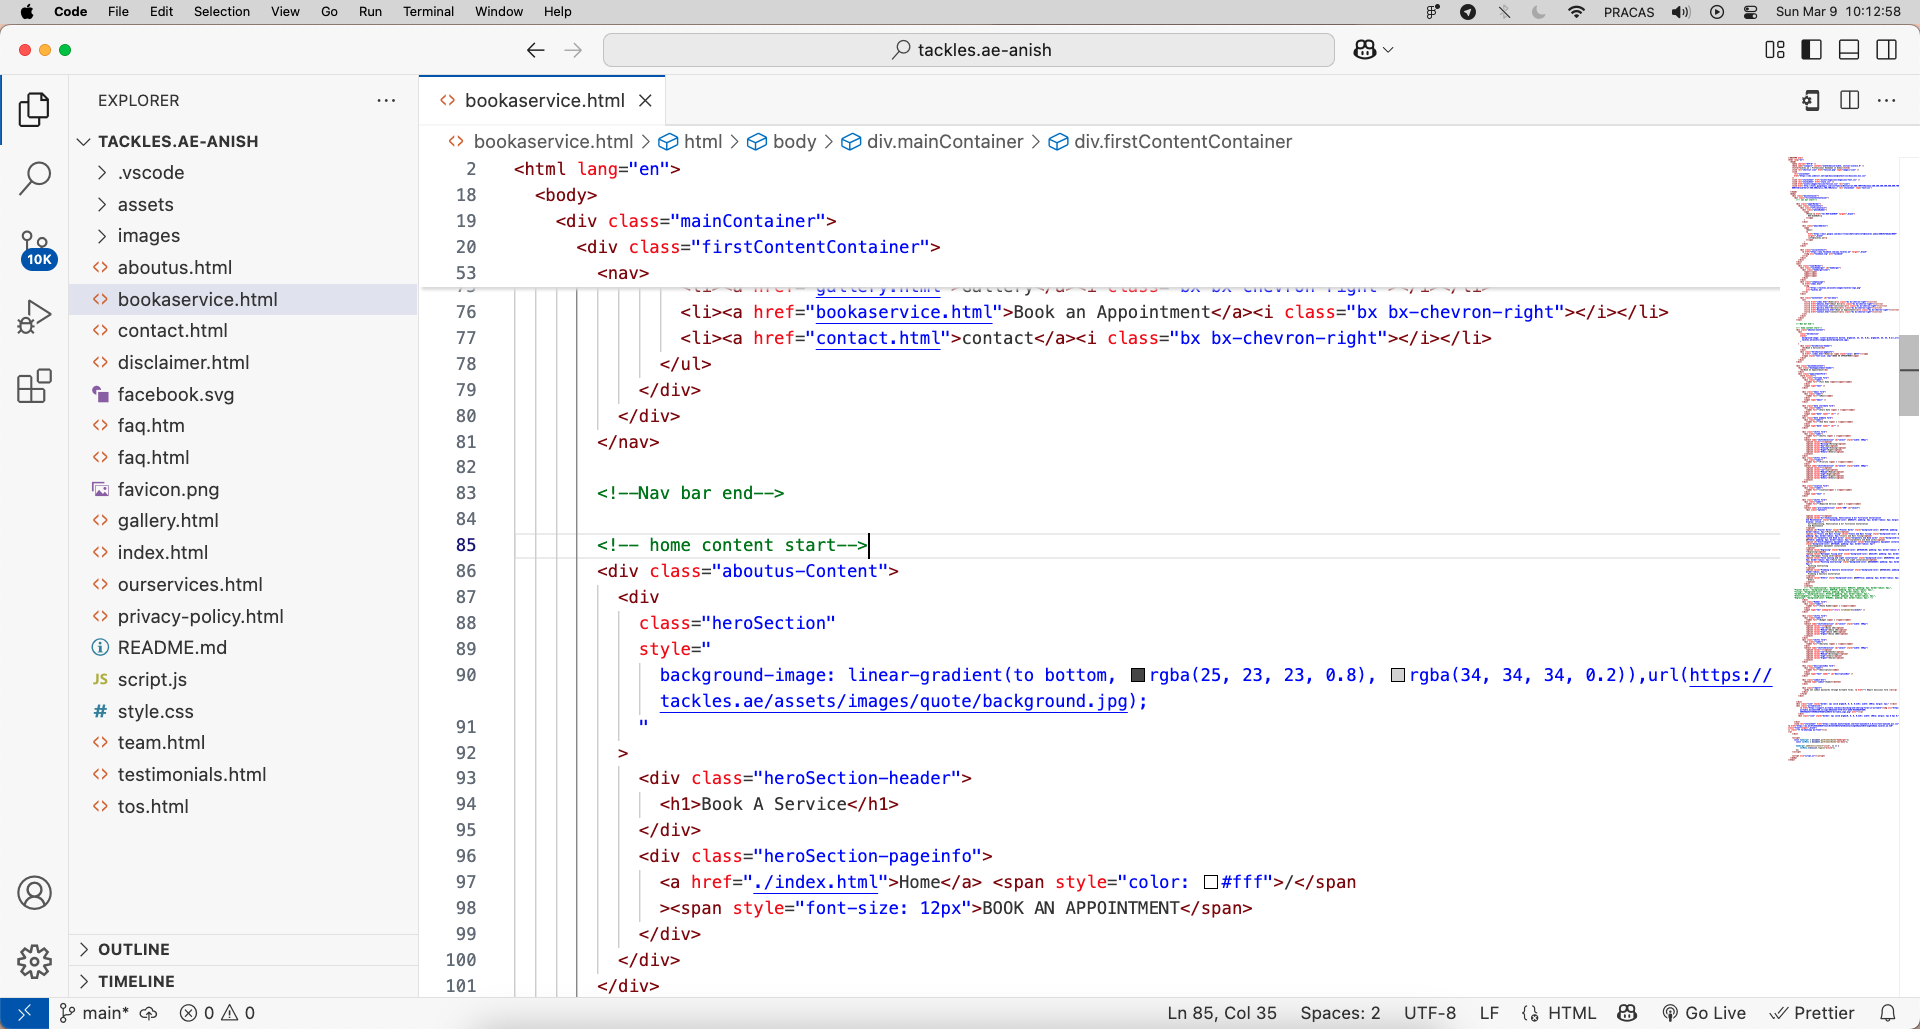 Code File Edit Selection View Go Run Terminal Window Help PRACAS Sun Mar 9 10:12:58
tackles.ae-anish
EXPLORER
TACKLES.AE-ANISH
.vscode
assets
images
aboutus.html
bookaservice.html
contact.html
disclaimer.html
facebook.svg
faq.htm
faq.html
favicon.png
gallery.html
index.html
ourservices.html
privacy-policy.html
README.md
JS script.js
# style.css
team.html
testimonials.html
tos.html
OUTLINE
TIMELINE
10K
bookaservice.html
bookaservice.html > html > body > div.mainContainer > div.firstContentContainer
2 <html lang="en">
18 <body>
19 <div class="mainContainer">
20 <div class="firstContentContainer">
53 <nav>
76 <li><a href="bookaservice.html">Book an Appointment</a><i class="bx bx-chevron-right"></i></li>
77 <li><a href="contact.html">contact</a><i class="bx bx-chevron-right"></i></li>
78 </ul>
79 </div>
80 </div>
81 </nav>
82
83 <!--Nav bar end-->
84
85 <!-- home content start-->
86 <div class="aboutus-Content">
87 <div
88 class="heroSection"
89 style="
90 background-image: linear-gradient(to bottom, rgba(25, 23, 23, 0.8), rgba(34, 34, 34, 0.2)),url(https://
tackles.ae/assets/images/quote/background.jpg);
91 "
92 >
93 <div class="heroSection-header">
94 <h1>Book A Service</h1>
95 </div>
96 <div class="heroSection-pageinfo">
97 <a href="./index.html">Home</a> <span style="color: #fff">/</span
98 ><span style="font-size: 12px">BOOK AN APPOINTMENT</span>
99 </div>
100 </div>
101 </div>
main* 0 0 Ln 85, Col 35 Spaces: 2 UTF-8 LF HTML Go Live Prettier